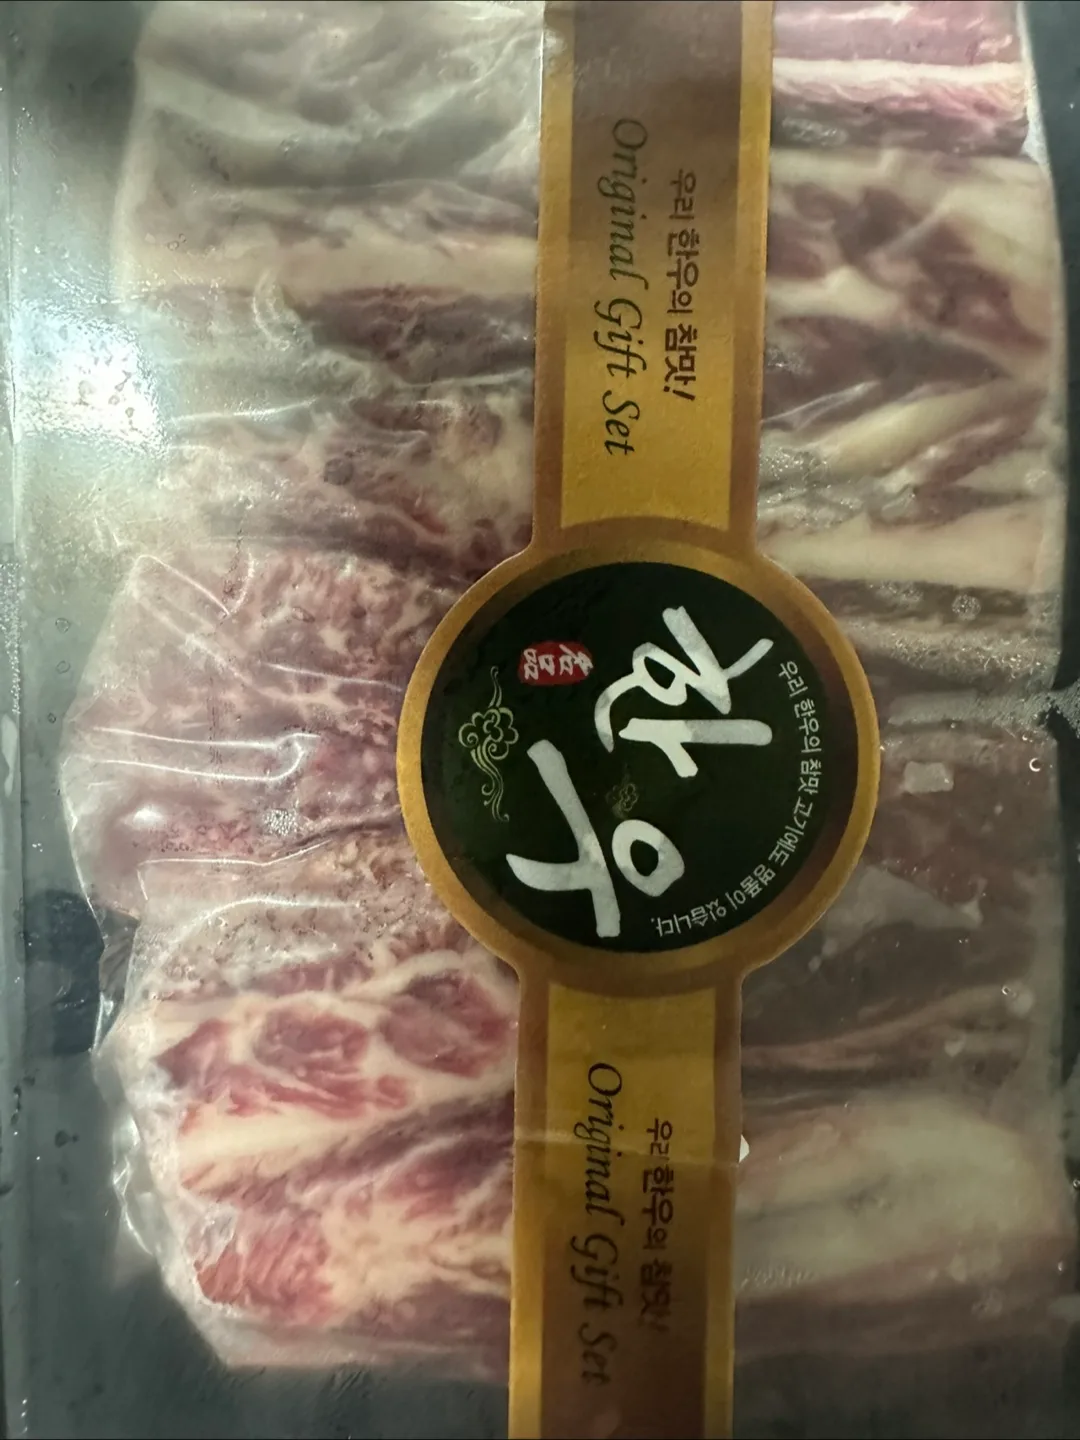 우리 한우의 참맛!
Original Gift Set
우리 한우의 참맛 고기에도 명품이 있습니다.
한우
名品
우리 한우의 참맛!
Original Gift Set